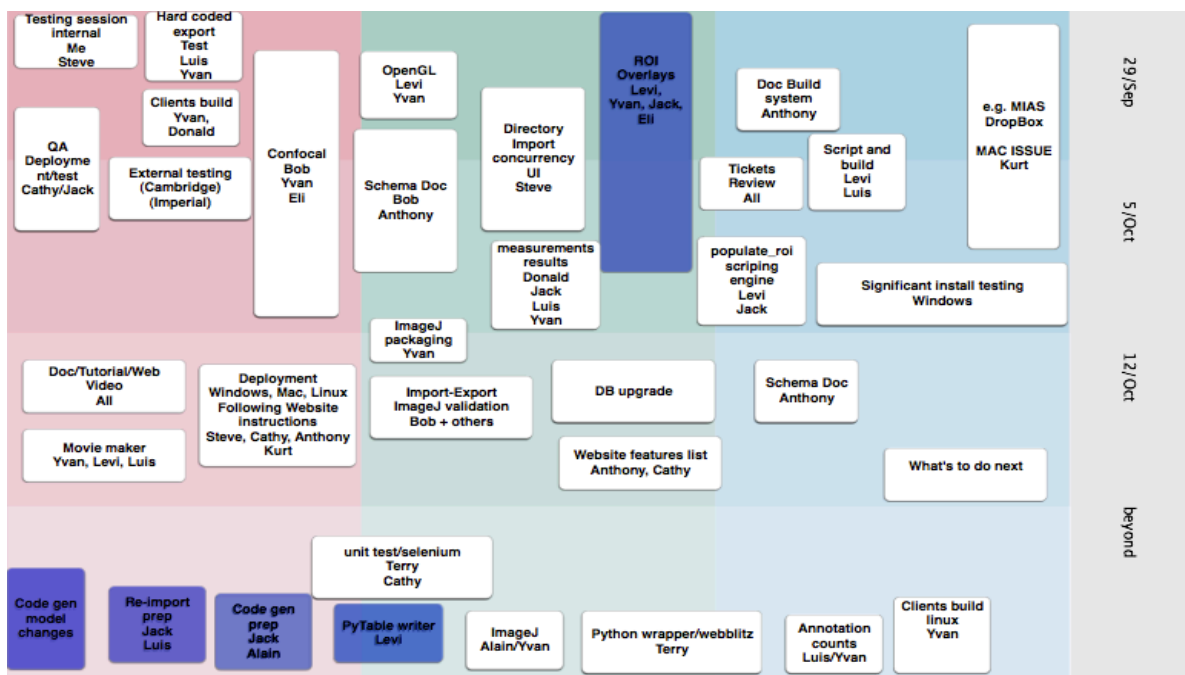 Testing session
internal
Me
Steve
Hard coded
export
Test
Luis
Yvan
Clients build
Yvan,
Donald
QA
Deployme
nt/test
Cathy/Jack
External testing
(Cambridge)
(Imperial)
Confocal
Bob
Yvan
Eli
OpenGL
Levi
Yvan
Schema Doc
Bob
Anthony
Directory
Import
concurrency
UI
Steve
measurements
results
Donald
Jack
Luis
Yvan
ROI
Overlays
Levi,
Yvan, Jack,
Eli
Doc Build
system
Anthony
Tickets
Review
All
Script and
build
Levi
Luis
e.g. MIAS
DropBox
MAC ISSUE
Kurt
populate_roi
scriping
engine
Levi
Jack
Significant install testing
Windows
29/Sep
5/Oct
ImageJ
packaging
Yvan
Doc/Tutorial/Web
Video
All
Deployment
Windows, Mac, Linux
Following Website
instructions
Steve, Cathy, Anthony
Kurt
Movie maker
Yvan, Levi, Luis
Import-Export
ImageJ validation
Bob + others
DB upgrade
Schema Doc
Anthony
Website features list
Anthony, Cathy
What's to do next
12/Oct
unit test/selenium
Terry
Cathy
Code gen
model
changes
Re-import
prep
Jack
Luis
Code gen
prep
Jack
Alain
PyTable writer
Levi
ImageJ
Alain/Yvan
Python wrapper/webblitz
Terry
Annotation
counts
Luis/Yvan
Clients build
linux
Yvan
beyond